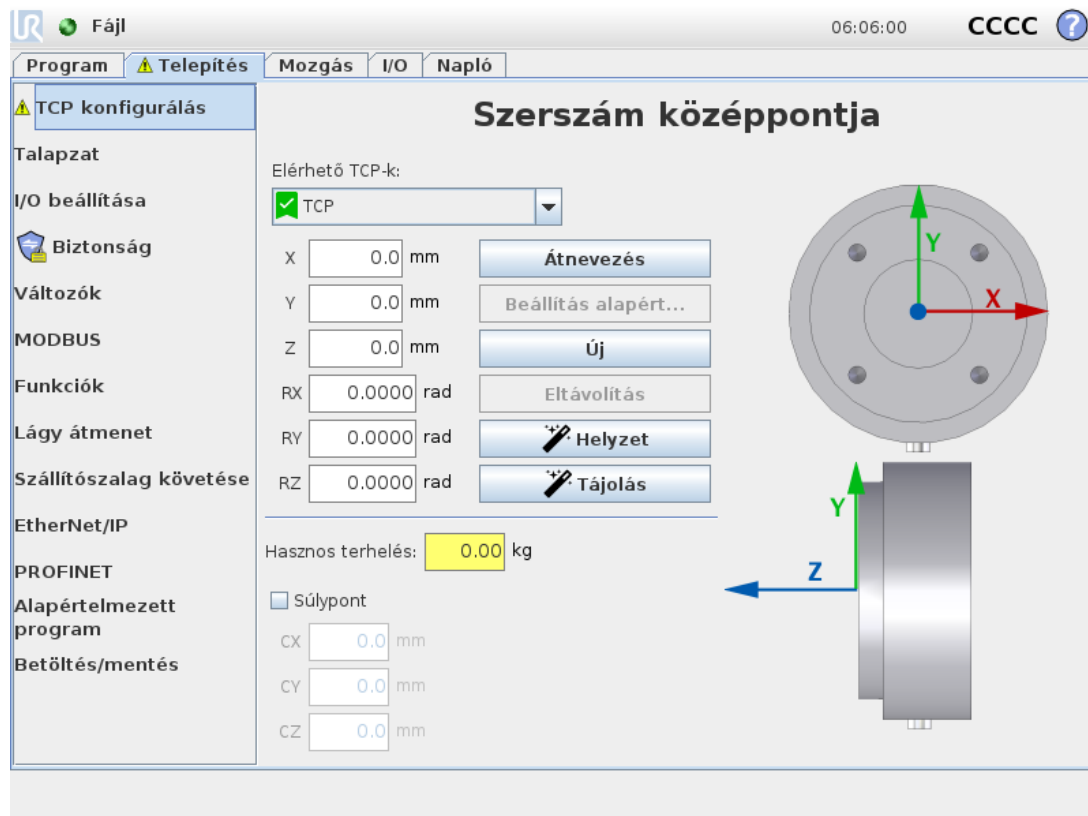 UR Fájl 06:06:00 CCCC ?
Program Telepítés Mozgás I/O Napló
TCP konfigurálás
Talapzat
I/O beállítása
Biztonság
Változók
MODBUS
Funkciók
Lágy átmenet
Szállítószalag követése
EtherNet/IP
PROFINET
Alapértelmezett
program
Betöltés/mentés
Szerszám középpontja
Elérhető TCP-k:
TCP
X 0.0 mm Átnevezés
Y 0.0 mm Beállítás alapért...
Z 0.0 mm Új
RX 0.0000 rad Eltávolítás
RY 0.0000 rad Helyzet
RZ 0.0000 rad Tájolás
Hasznos terhelés: 0.00 kg
Súlypont
CX 0.0 mm
CY 0.0 mm
CZ 0.0 mm
Y
X
Y
Z